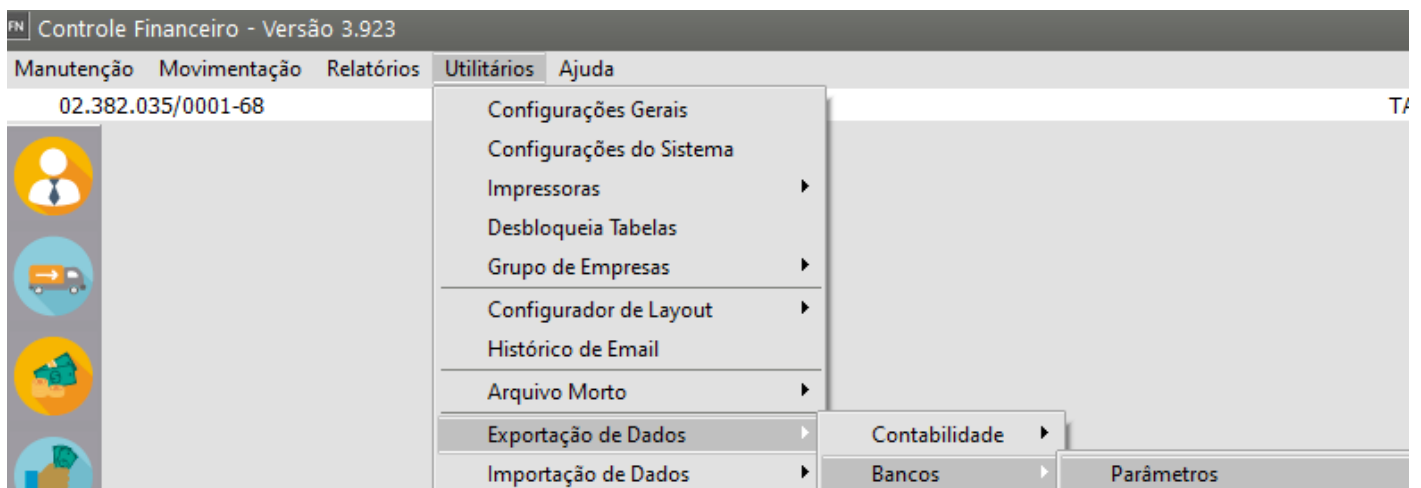 FN Controle Financeiro - Versão 3.923
Manutenção Movimentação Relatórios Utilitários Ajuda
02.382.035/0001-68 TA
Configurações Gerais
Configurações do Sistema
Impressoras
Desbloqueia Tabelas
Grupo de Empresas
Configurador de Layout
Histórico de Email
Arquivo Morto
Exportação de Dados Contabilidade
Importação de Dados Bancos Parâmetros